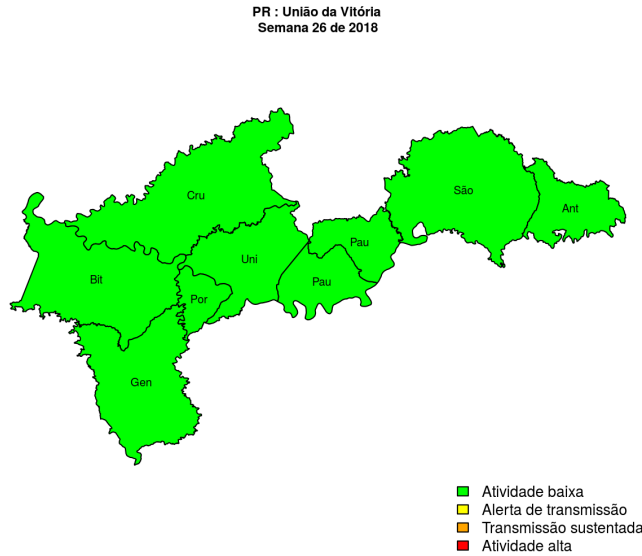 PR : União da Vitória
Semana 26 de 2018
Cru
São
Ant
Pau
Uni
Bit
Pau
Por
Gen
Atividade baixa
Alerta de transmissão
Transmissão sustentada
Atividade alta